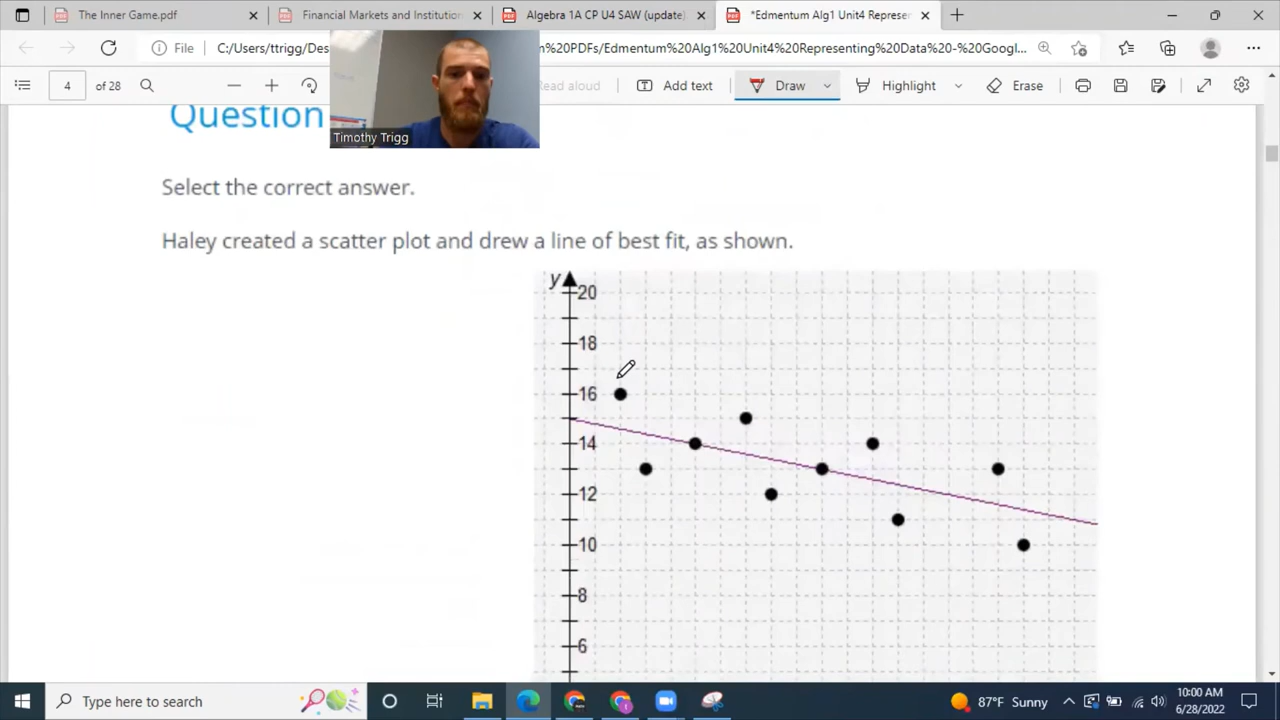 The Inner Game.pdf
Financial Markets and Institution
Algebra 1A CP U4 SAW (update)
*Edmentum Alg1 Unit4 Represer
File
C:/Users/ttrigg/Des
m%20PDFs/Edmentum%20Alg1%20Unit4%20Representing%20Data%20-%20Googl...
4
of 28
Read aloud
Add text
Draw
Highlight
Erase
Timothy Trigg
Question
Select the correct answer.
Haley created a scatter plot and drew a line of best fit, as shown.
y
20
18
16
14
12
10
8
6
Type here to search
87°F Sunny
10:00 AM
6/28/2022